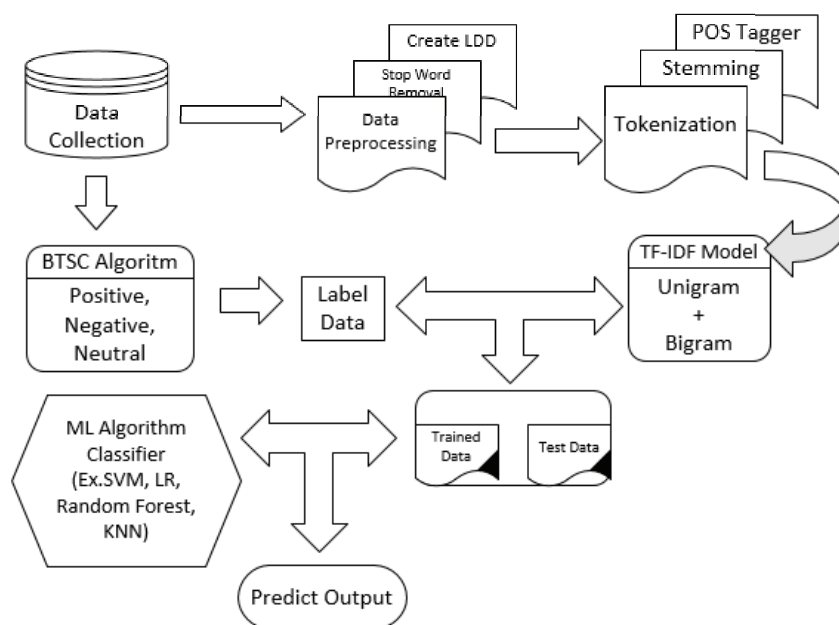 Data
Collection
Create LDD
Stop Word
Removal
Data
Preprocessing
POS Tagger
Stemming
Tokenization
BTSC Algoritm
Positive,
Negative,
Neutral
Label
Data
TF-IDF Model
Unigram
+
Bigram
ML Algorithm
Classifier
(Ex.SVM, LR,
Random Forest,
KNN)
Trained
Data
Test Data
Predict Output